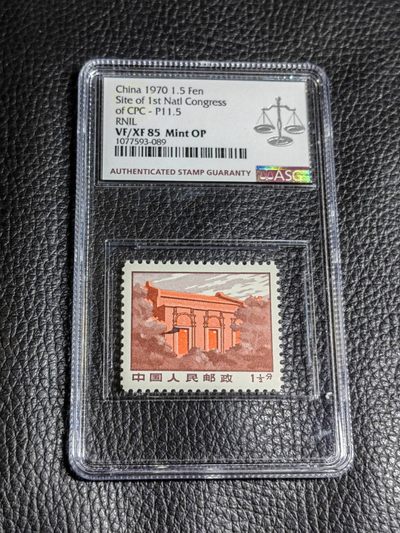 China 1970 1.5 Fen
Site of 1st Natl Congress
of CPC - P11.5
RNIL
VF/XF 85 Mint OP
1077593-089
AUTHENTICATED STAMP GUARANTY
ASG
中国人民邮政
1½分